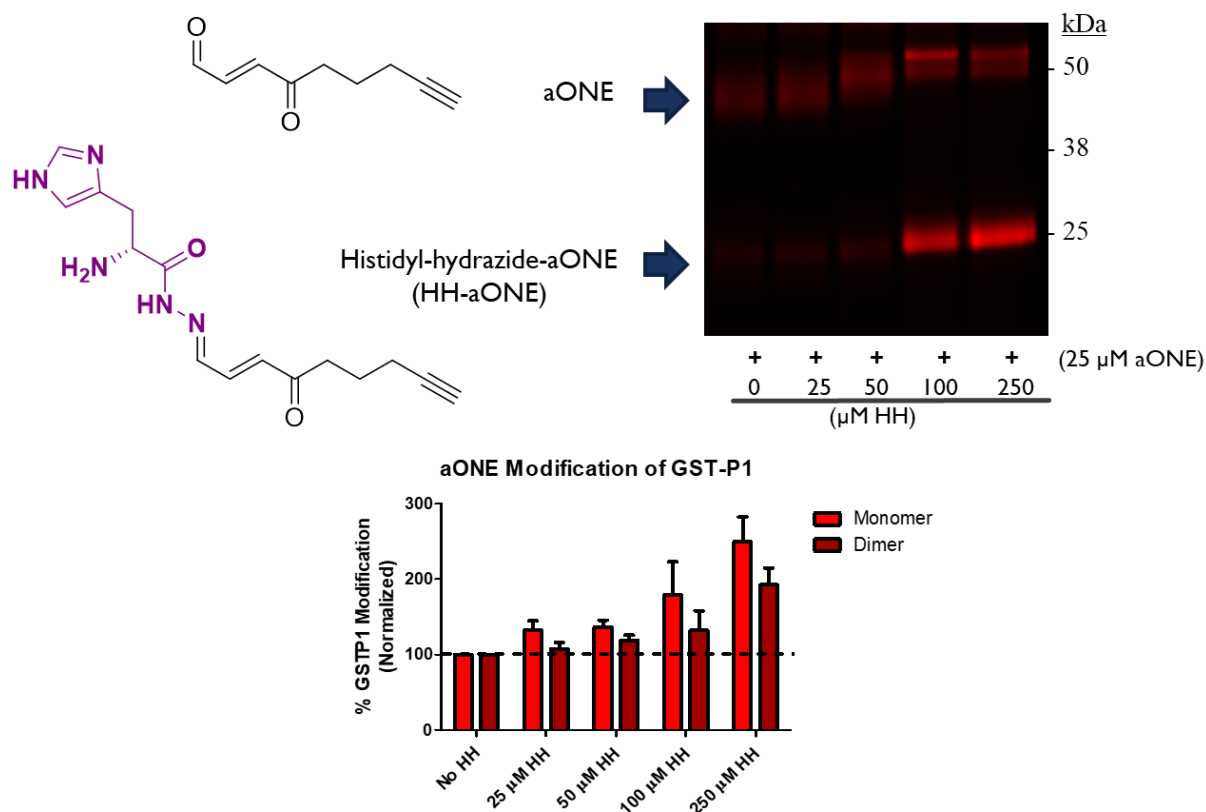 O
O
aONE
HN
N
H₂N
O
HN
N
O
Histidyl-hydrazide-aONE
(HH-aONE)
kDa
50
38
25
+ + + + + (25 µM aONE)
0 25 50 100 250
(µM HH)
aONE Modification of GST-P1
% GSTP1 Modification
(Normalized)
300
200
100
0
Monomer
Dimer
No HH
25 µM HH
50 µM HH
100 µM HH
250 µM HH